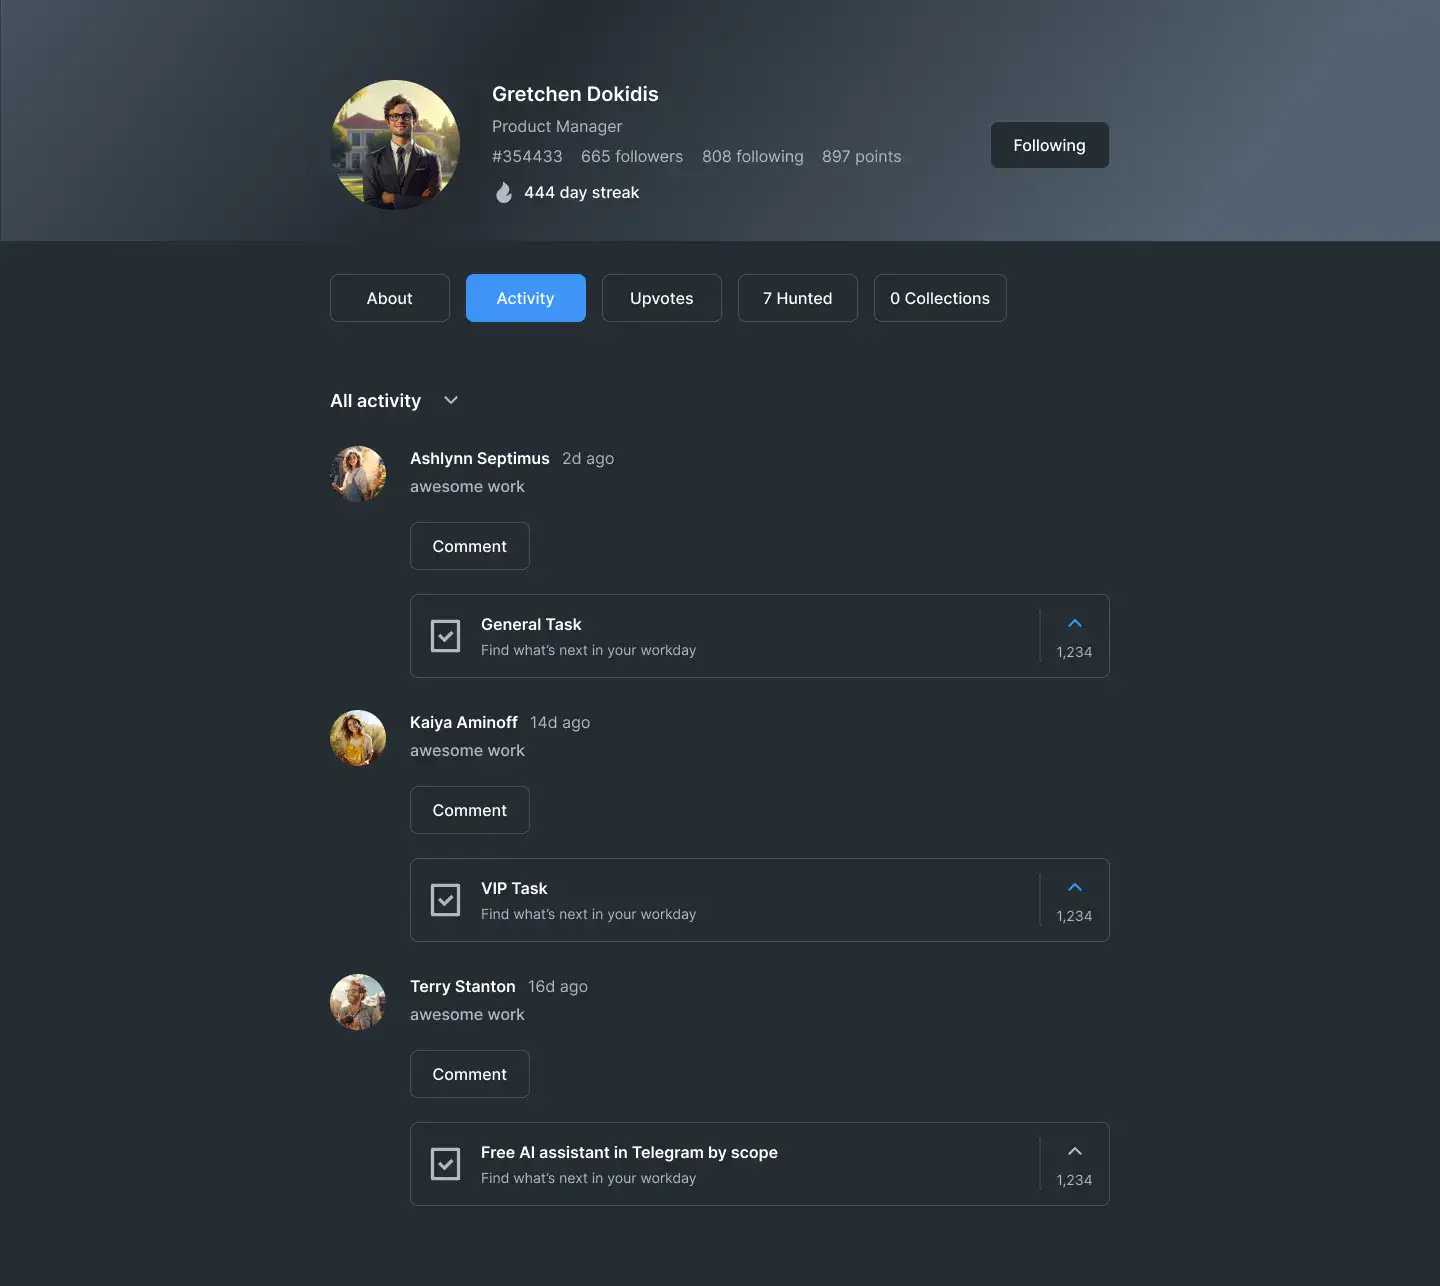 Gretchen Dokidis
Product Manager
#354433 665 followers 808 following 897 points
Following
444 day streak
About Activity Upvotes 7 Hunted 0 Collections
All activity
Ashlynn Septimus 2d ago
awesome work
Comment
General Task
Find what’s next in your workday
1,234
Kaiya Aminoff 14d ago
awesome work
Comment
VIP Task
Find what’s next in your workday
1,234
Terry Stanton 16d ago
awesome work
Comment
Free AI assistant in Telegram by scope
Find what’s next in your workday
1,234